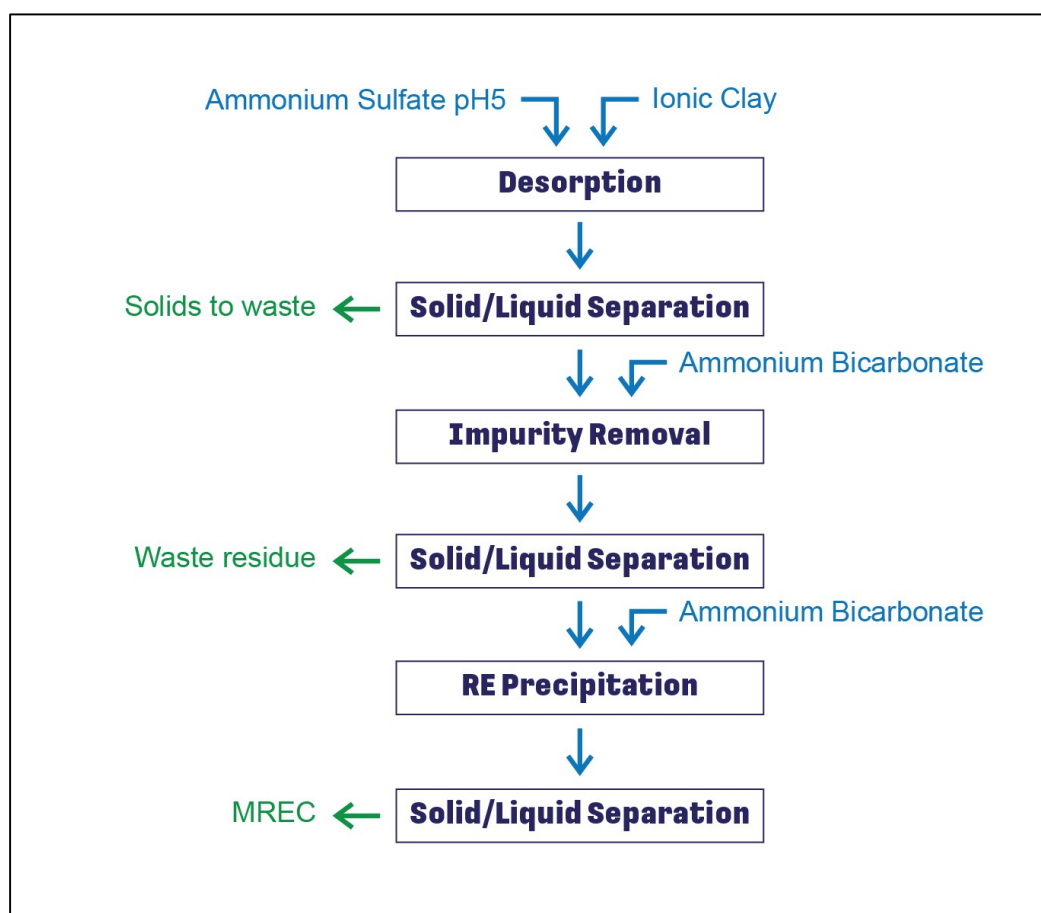 Ammonium Sulfate pH5
Ionic Clay
Desorption
Solids to waste
Solid/Liquid Separation
Ammonium Bicarbonate
Impurity Removal
Waste residue
Solid/Liquid Separation
Ammonium Bicarbonate
RE Precipitation
MREC
Solid/Liquid Separation